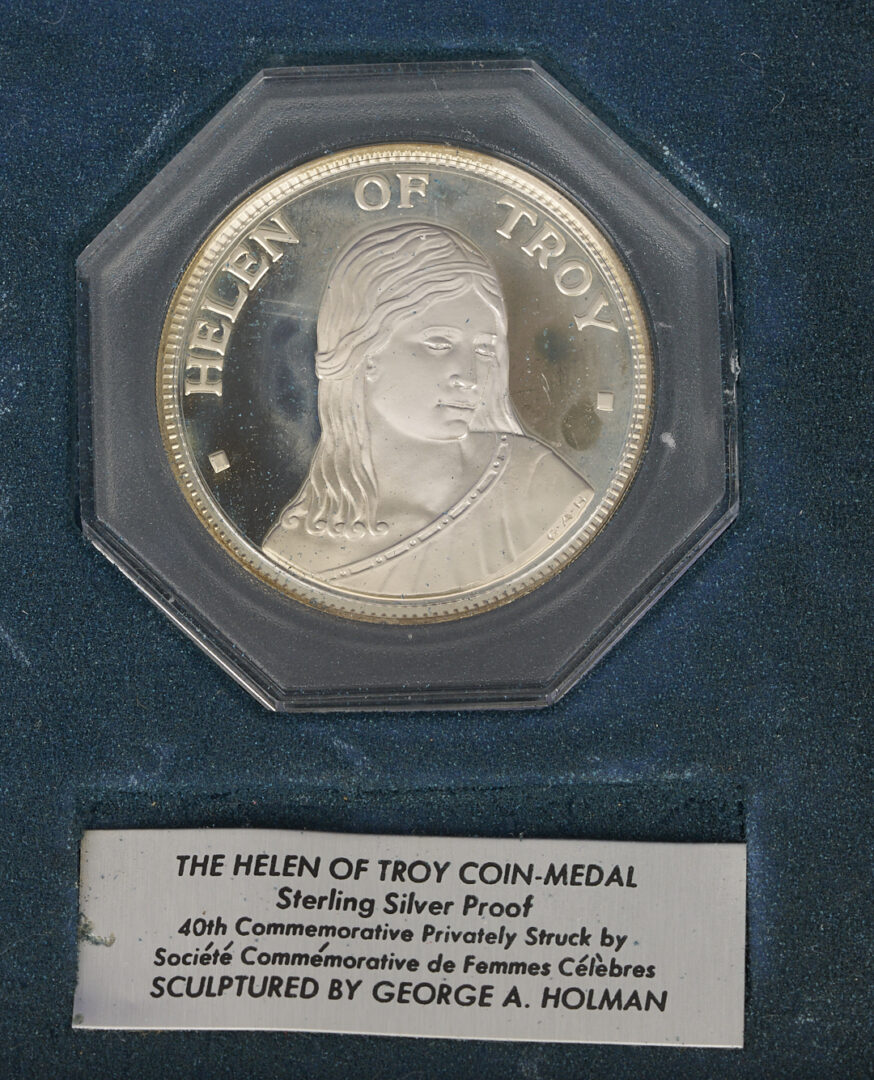 HELEN OF TROY
G·A·H
THE HELEN OF TROY COIN-MEDAL
Sterling Silver Proof
40th Commemorative Privately Struck by
Société Commémorative de Femmes Célèbres
SCULPTURED BY GEORGE A. HOLMAN